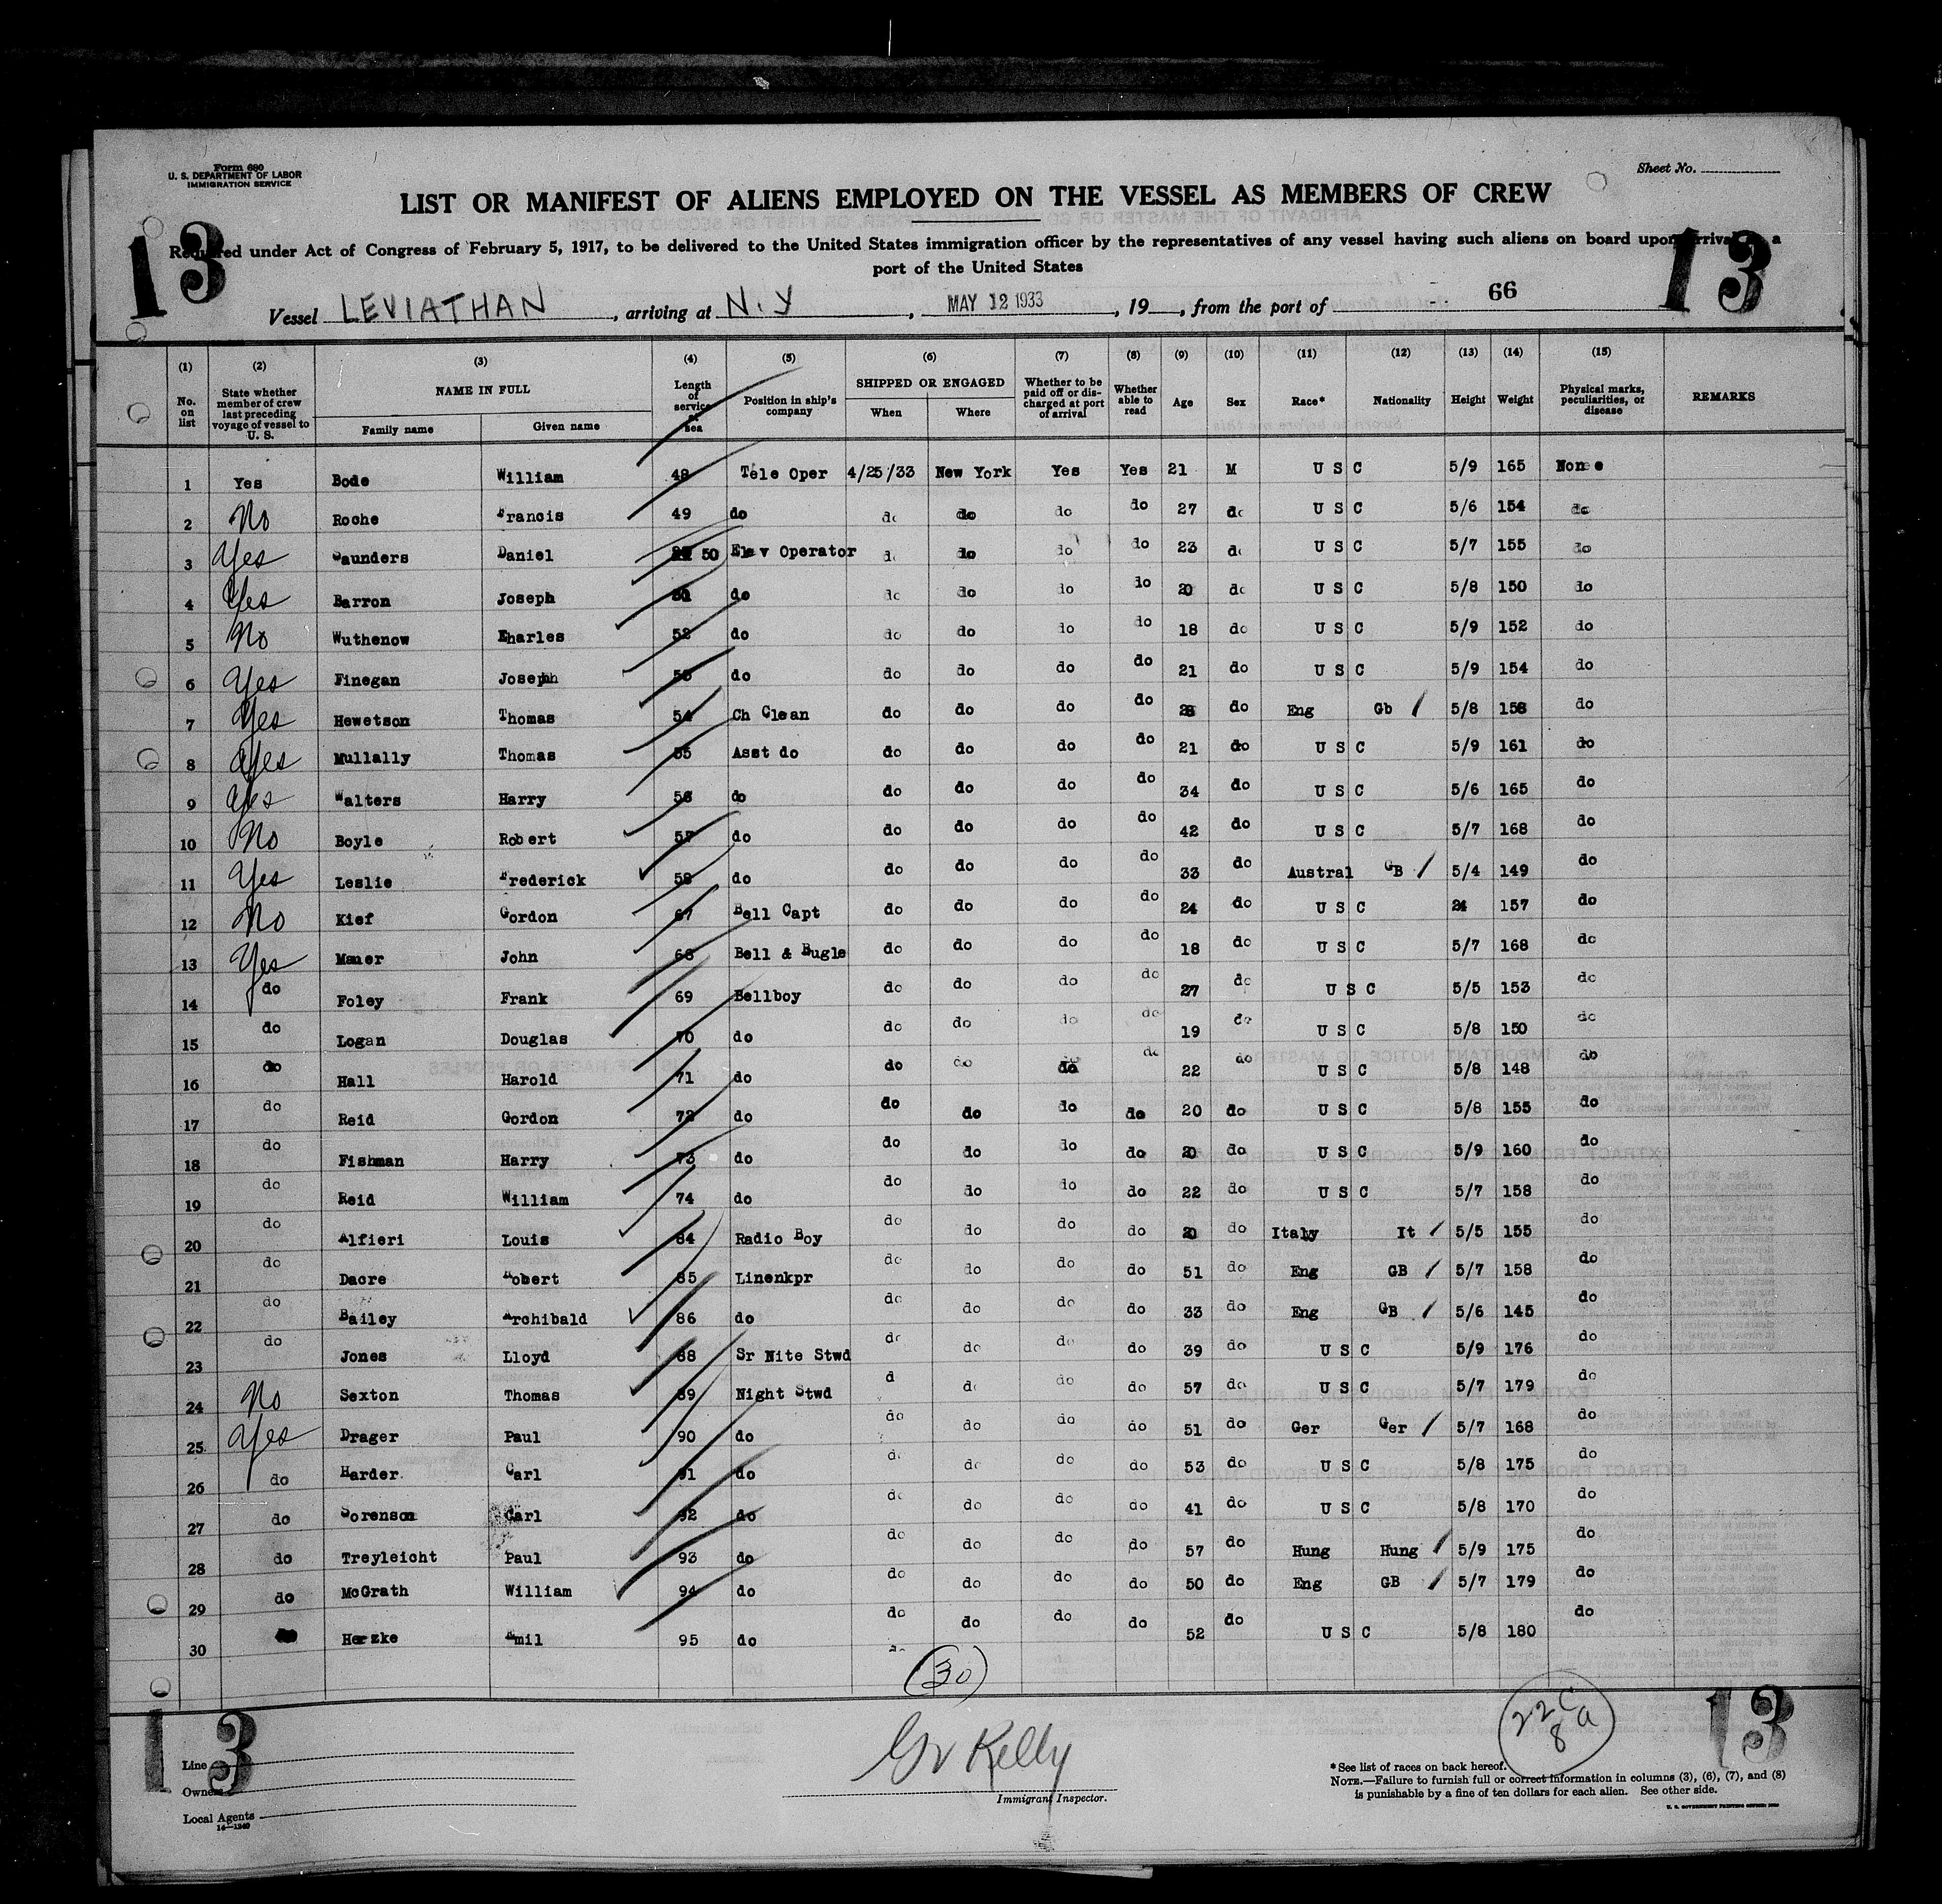 Form 680
U. S. DEPARTMENT OF LABOR
IMMIGRATION SERVICE
Sheet No.
LIST OR MANIFEST OF ALIENS EMPLOYED ON THE VESSEL AS MEMBERS OF CREW
13 13
Required under Act of Congress of February 5, 1917, to be delivered to the United States immigration officer by the representatives of any vessel having such aliens on board upon arrival at a
port of the United States
66
Vessel LEVIATHAN, arriving at N.Y, MAY 12 1933, 19, from the port of
(1) (2) (3) (4) (5) (6) (7) (8) (9) (10) (11) (12) (13) (14) (15)
No. on list State whether member of crew last preceding voyage of vessel to U. S. NAME IN FULL Length of service at sea Position in ship's company SHIPPED OR ENGAGED Whether to be paid off or discharged at port of arrival Whether able to read Age Sex Race* Nationality Height Weight Physical marks, peculiarities, or disease REMARKS
Family name Given name When Where
1 Yes Bode William 48 Tele Oper 4/25/33 New York Yes Yes 21 M U S C 5/9 165 None
2 No Roche Francis 49 do do do do do 27 do U S C 5/6 154 do
3 Yes Saunders Daniel 50 Elev Operator do do do do 23 do U S C 5/7 155 do
4 Yes Barron Joseph do do do do do 20 do U S C 5/8 150 do
5 No Wuthenow Charles 52 do do do do do 18 do U S C 5/9 152 do
6 Yes Finegan Joseph 53 do do do do do 21 do U S C 5/9 154 do
7 Yes Hewetson Thomas 54 Ch Clean do do do do do Eng Gb 5/8 158 do
8 Yes Mullally Thomas 55 Asst do do do do do 21 do U S C 5/9 161 do
9 Yes Walters Harry 56 do do do do do 34 do U S C 5/6 165 do
10 No Boyle Robert 57 do do do do do 42 do U S C 5/7 168 do
11 Yes Leslie Frederick 58 do do do do do 33 do Austral GB 5/4 149 do
12 No Kief Gordon 67 Bell Capt do do do do 24 do U S C 24 157 do
13 Yes Mauer John 68 Bell & Bugle do do do do 18 do U S C 5/7 168 do
14 do Foley Frank 69 Bellboy do do do do 27 do U S C 5/5 153 do
15 do Logan Douglas 70 do do do do do 19 do U S C 5/8 150 do
16 do Hall Harold 71 do do do do do 22 do U S C 5/8 148 do
17 do Reid Gordon 72 do do do do do 20 do U S C 5/8 155 do
18 do Fishman Harry 73 do do do do do 20 do U S C 5/9 160 do
19 do Reid William 74 do do do do do 22 do U S C 5/7 158 do
20 do Alfieri Louis 84 Radio Boy do do do do 20 do Italy It 5/5 155 do
21 do Dacre Robert 85 Linenkpr do do do do 51 do Eng GB 5/7 158 do
22 do Bailey Archibald 86 do do do do do 33 do Eng GB 5/6 145 do
23 do Jones Lloyd 88 Sr Nite Stwd do do do do 39 do U S C 5/9 176 do
24 No Sexton Thomas 89 Night Stwd d do do do 57 do U S C 5/7 179 do
25 Yes Drager Paul 90 do do do do do 51 do Ger Ger 5/7 168 do
26 do Harder Carl 91 do do do do do 53 do U S C 5/8 175 do
27 do Sorenson Carl 92 do do do do do 41 do U S C 5/8 170 do
28 do Treyleicht Paul 93 do do do do do 57 do Hung Hung 5/9 175 do
29 do McGrath William 94 do do do do do 50 do Eng GB 5/7 179 do
30 Herzke Emil 95 do do do do do 52 do U S C 5/8 180 do
(30)
13 13
22 C
8 a
Kelly
Immigrant Inspector.
Line
Owners
Local Agents
14—1240
* See list of races on back hereof.
NOTE.—Failure to furnish full or correct information in columns (3), (6), (7), and (8)
is punishable by a fine of ten dollars for each alien. See other side.